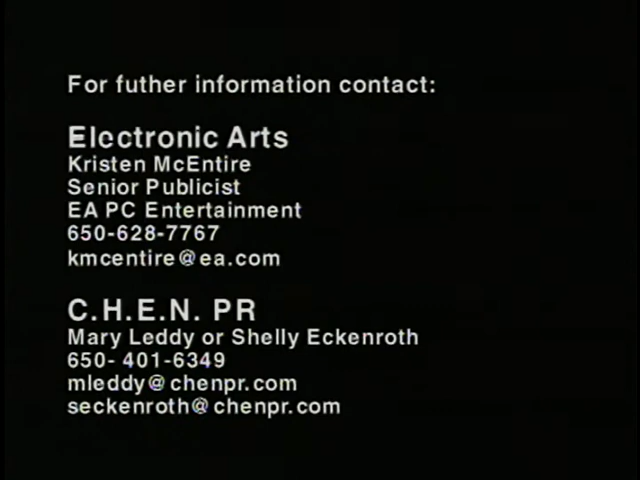 For futher information contact:
Electronic Arts
Kristen McEntire
Senior Publicist
EA PC Entertainment
650-628-7767
kmcentire@ea.com
C.H.E.N. PR
Mary Leddy or Shelly Eckenroth
650- 401-6349
mleddy@chenpr.com
seckenroth@chenpr.com